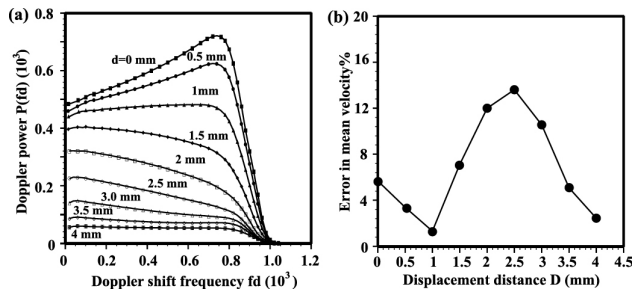 (a)
0.8
0.6
0.4
0.2
0
Doppler power P(fd) (10³)
d=0 mm
0.5 mm
1mm
1.5 mm
2 mm
2.5 mm
3.0 mm
3.5 mm
4 mm
0 0.2 0.4 0.6 0.8 1.0 1.2
Doppler shift frequency fd (10³)
(b)
20
16
12
8
4
0
Error in mean velocity%
0 0.5 1 1.5 2 2.5 3 3.5 4 4.5
Displacement distance D (mm)